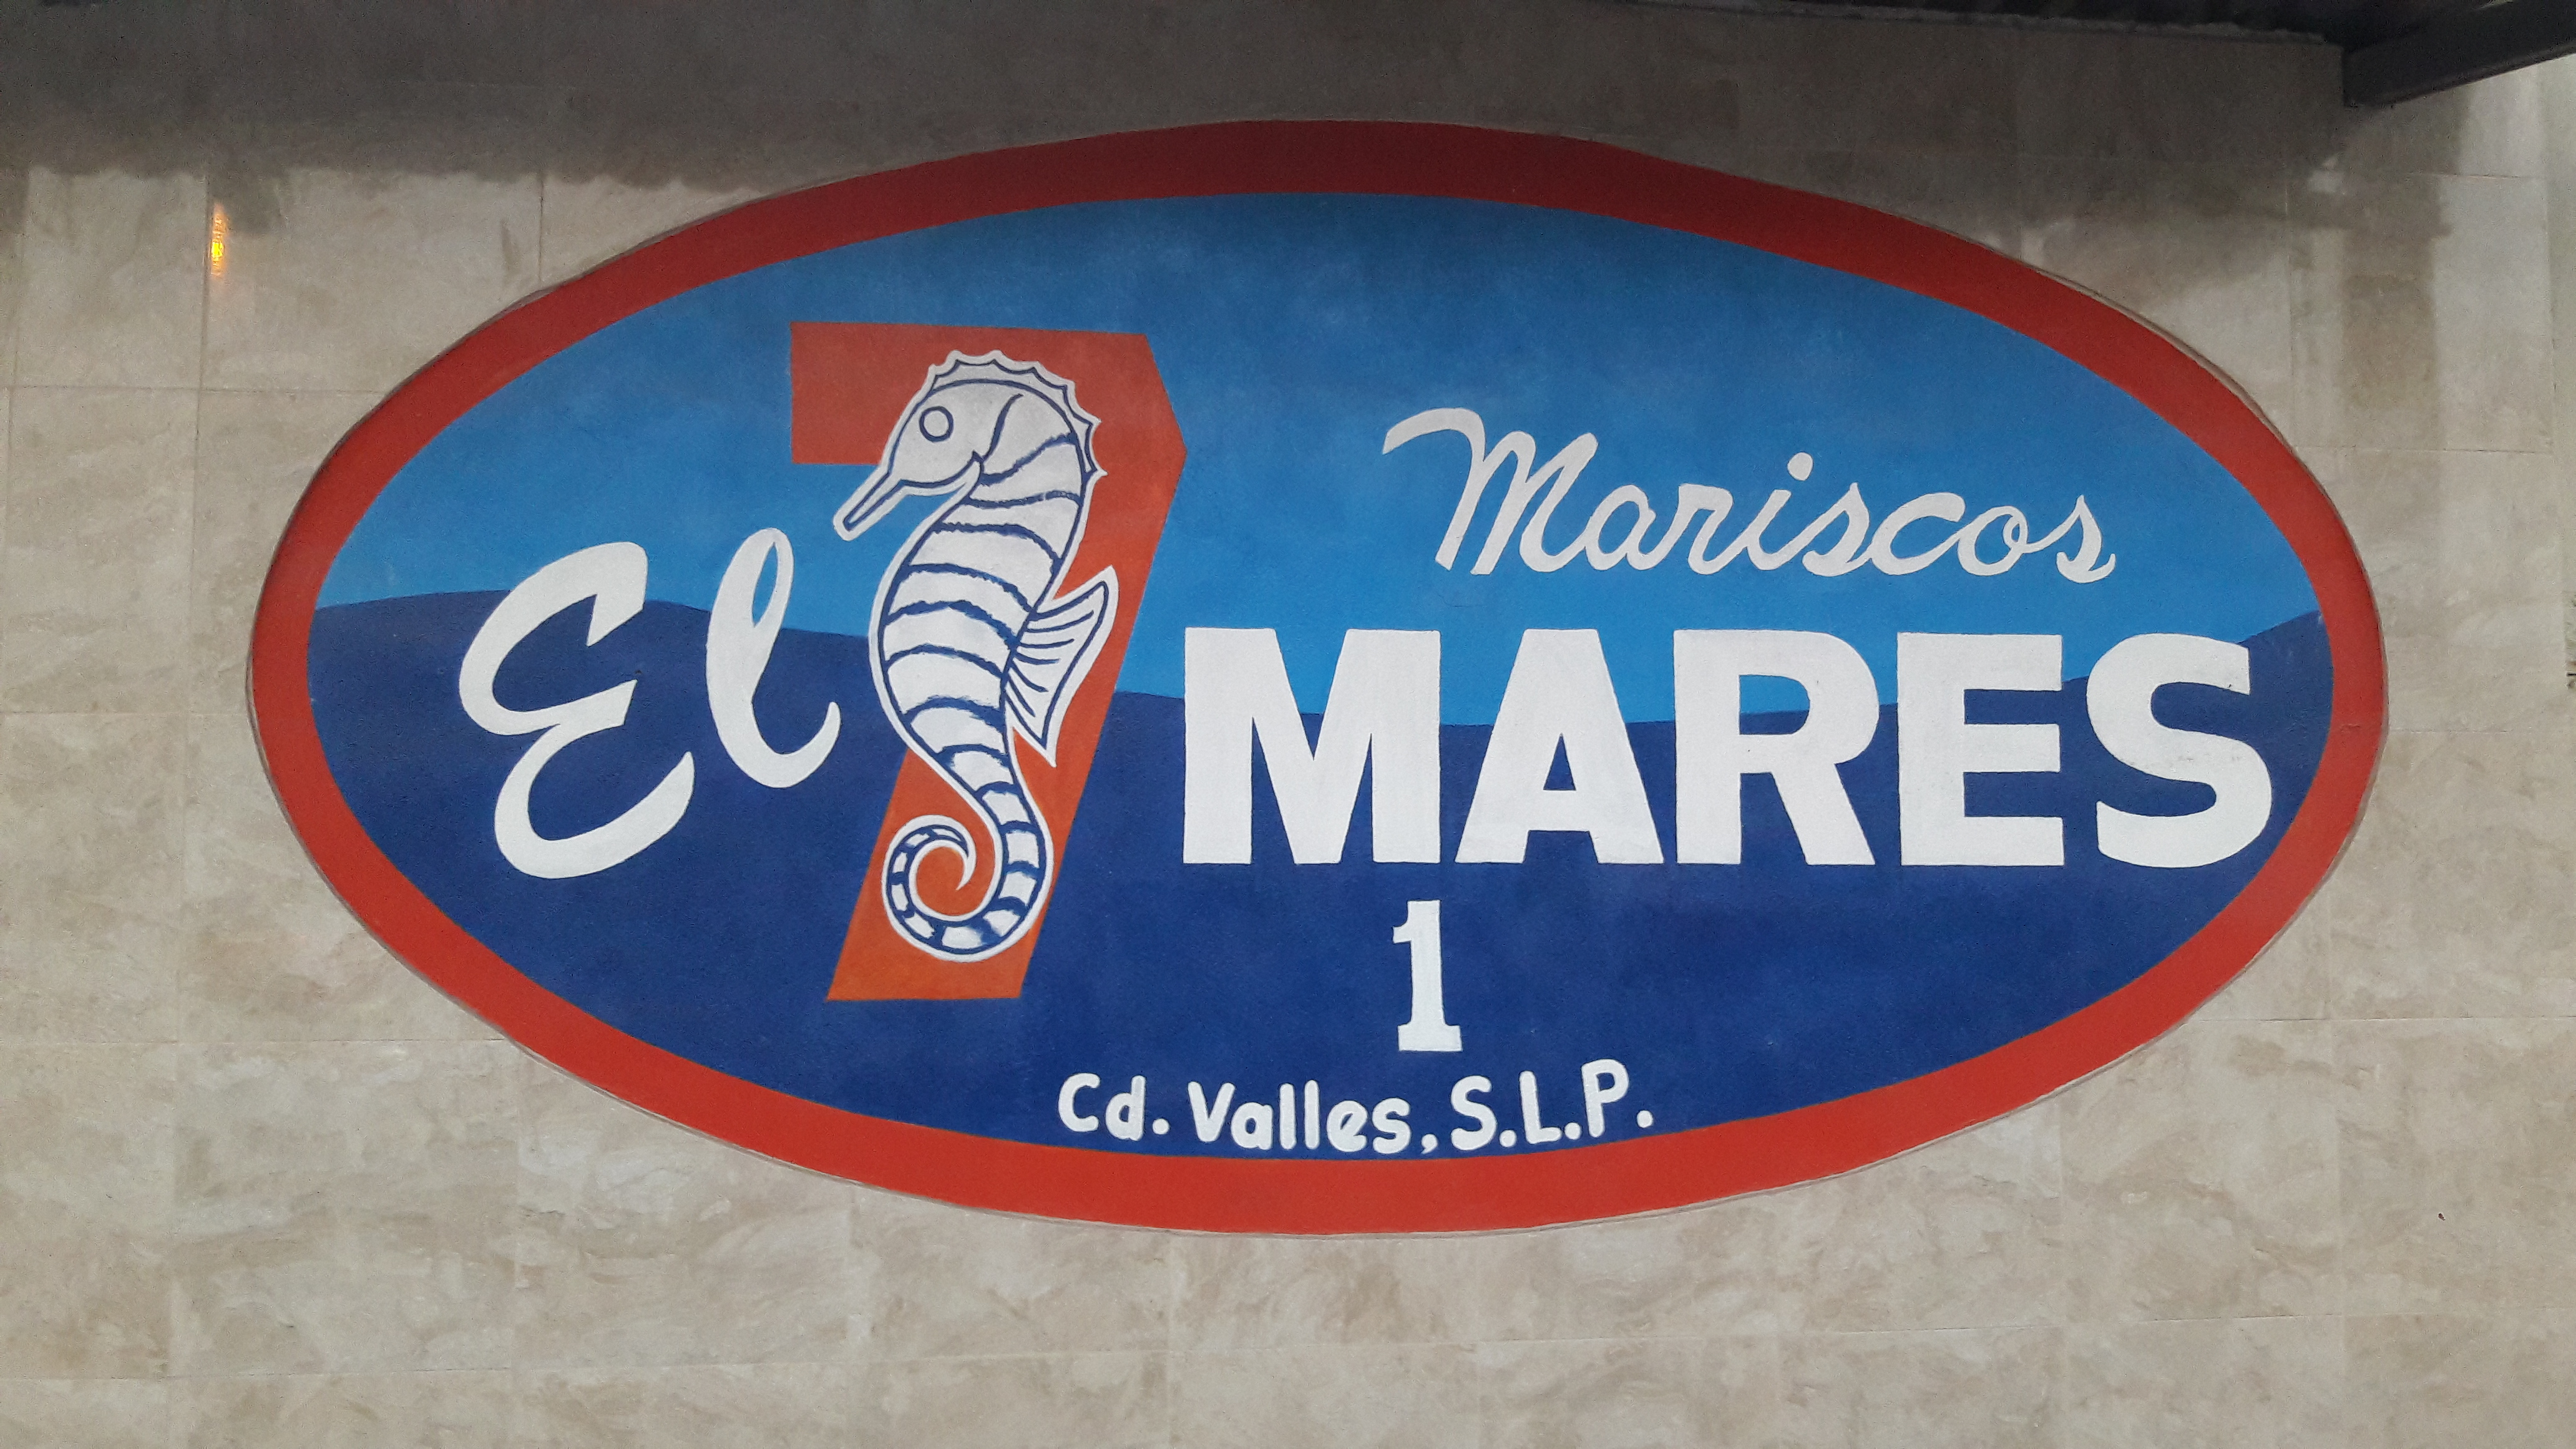 Mariscos
El 7 MARES
1
Cd. Valles, S.L.P.